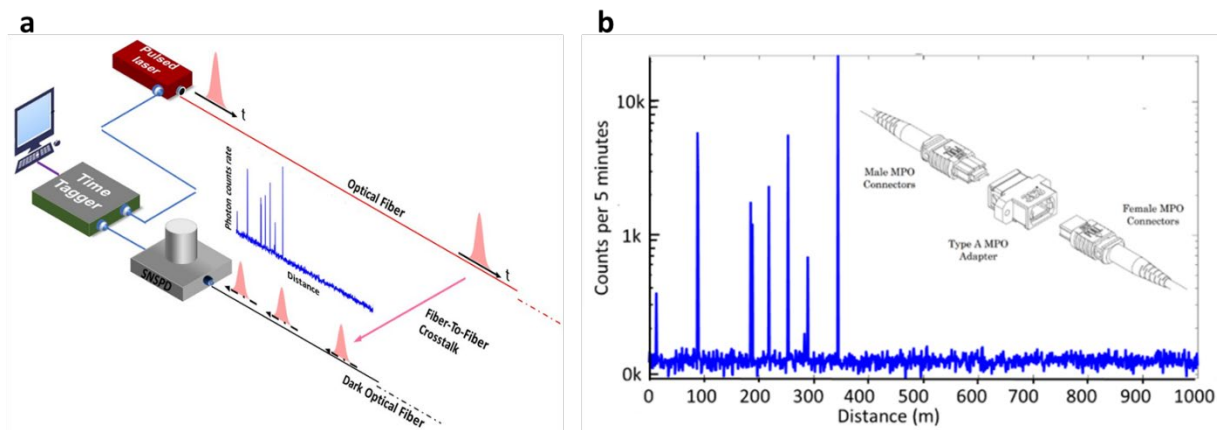 a
Pulsed
laser
t
Time
Tagger
SNSPD
Photon counts rate
Distance
Optical Fiber
t
Fiber-To-Fiber
Crosstalk
Dark Optical Fiber
b
Counts per 5 minutes
10k
1k
0k
Male MPO
Connectors
Type A MPO
Adapter
Female MPO
Connectors
0 100 200 300 400 500 600 700 800 900 1000
Distance (m)